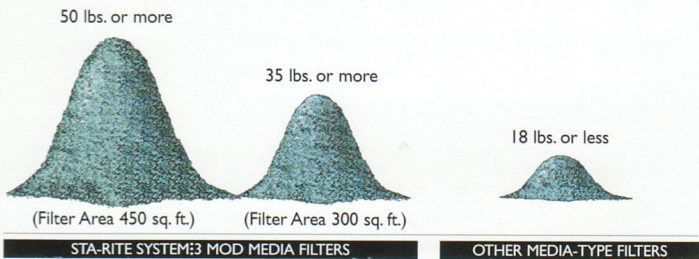 50 lbs. or more
35 lbs. or more
18 lbs. or less
(Filter Area 450 sq. ft.)
(Filter Area 300 sq. ft.)
STA-RITE SYSTEM:3 MOD MEDIA FILTERS
OTHER MEDIA-TYPE FILTERS